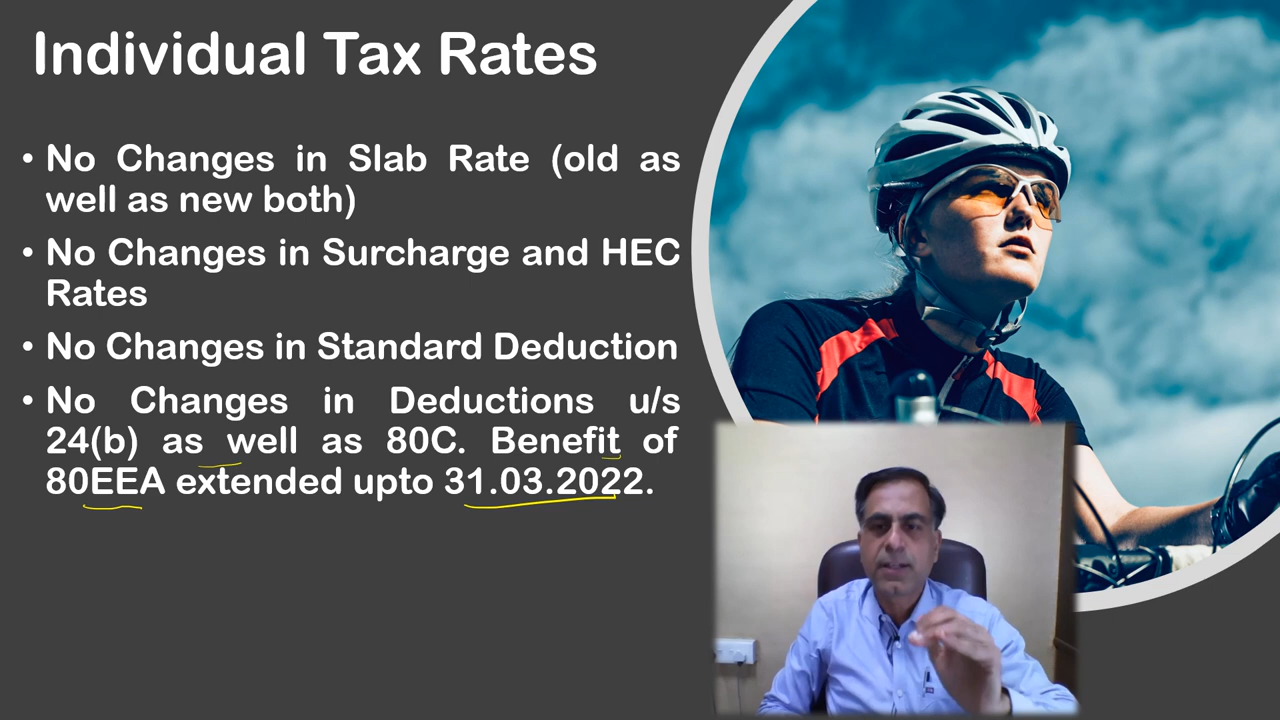 Individual Tax Rates
• No Changes in Slab Rate (old as
well as new both)
• No Changes in Surcharge and HEC
Rates
• No Changes in Standard Deduction
• No Changes in Deductions u/s
24(b) as well as 80C. Benefit of
80EEA extended upto 31.03.2022.